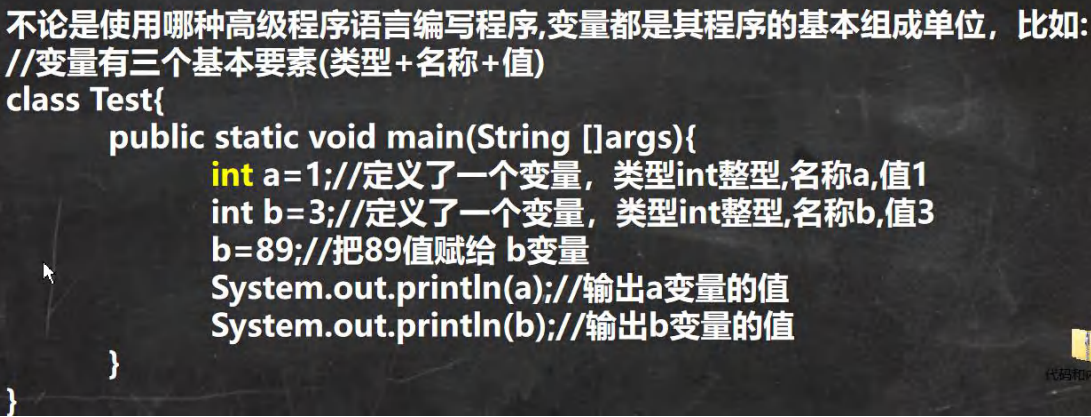 不论是使用哪种高级程序语言编写程序,变量都是其程序的基本组成单位，比如:
//变量有三个基本要素(类型+名称+值)
class Test{
public static void main(String []args){
int a=1;//定义了一个变量，类型int整型,名称a,值1
int b=3;//定义了一个变量，类型int整型,名称b,值3
b=89;//把89值赋给 b变量
System.out.println(a);//输出a变量的值
System.out.println(b);//输出b变量的值
}
代码和
}